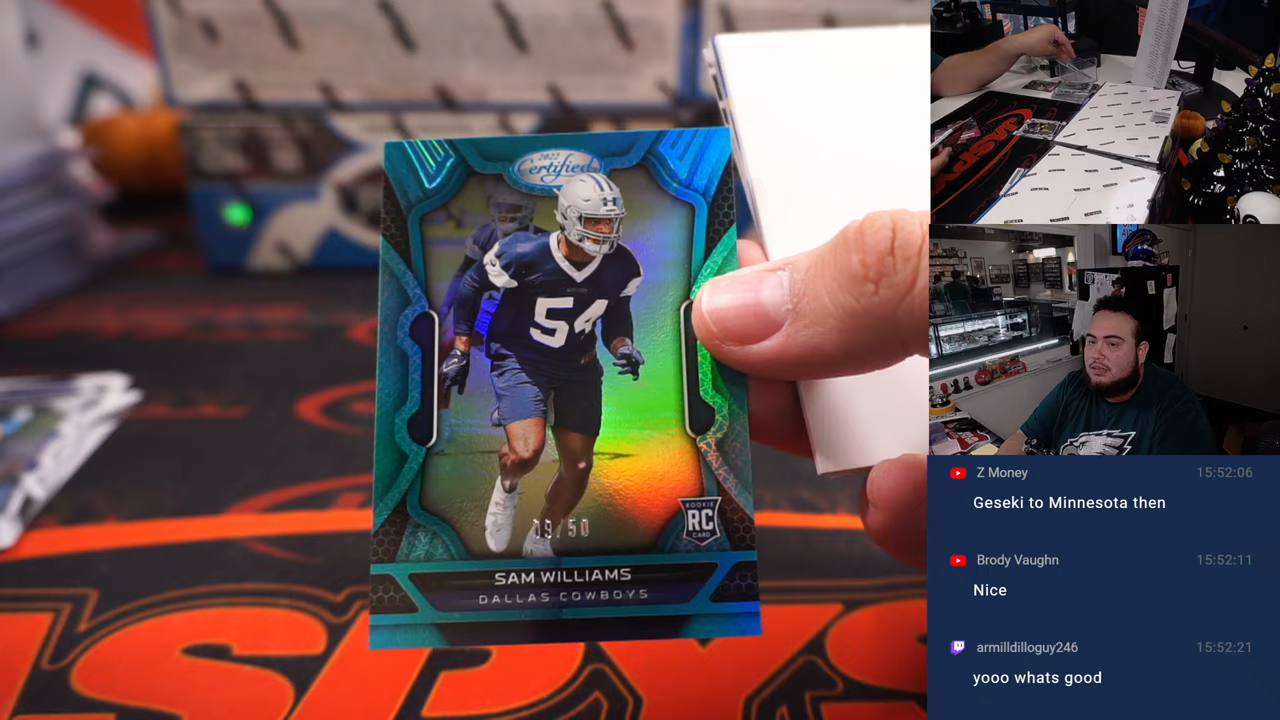 2022
Certified
54
19/50
ROOKIE
RC
CARD
SAM WILLIAMS
DALLAS COWBOYS
Z Money 15:52:06
Geseki to Minnesota then
Brody Vaughn 15:52:11
Nice
armilldilloguy246 15:52:21
yooo whats good